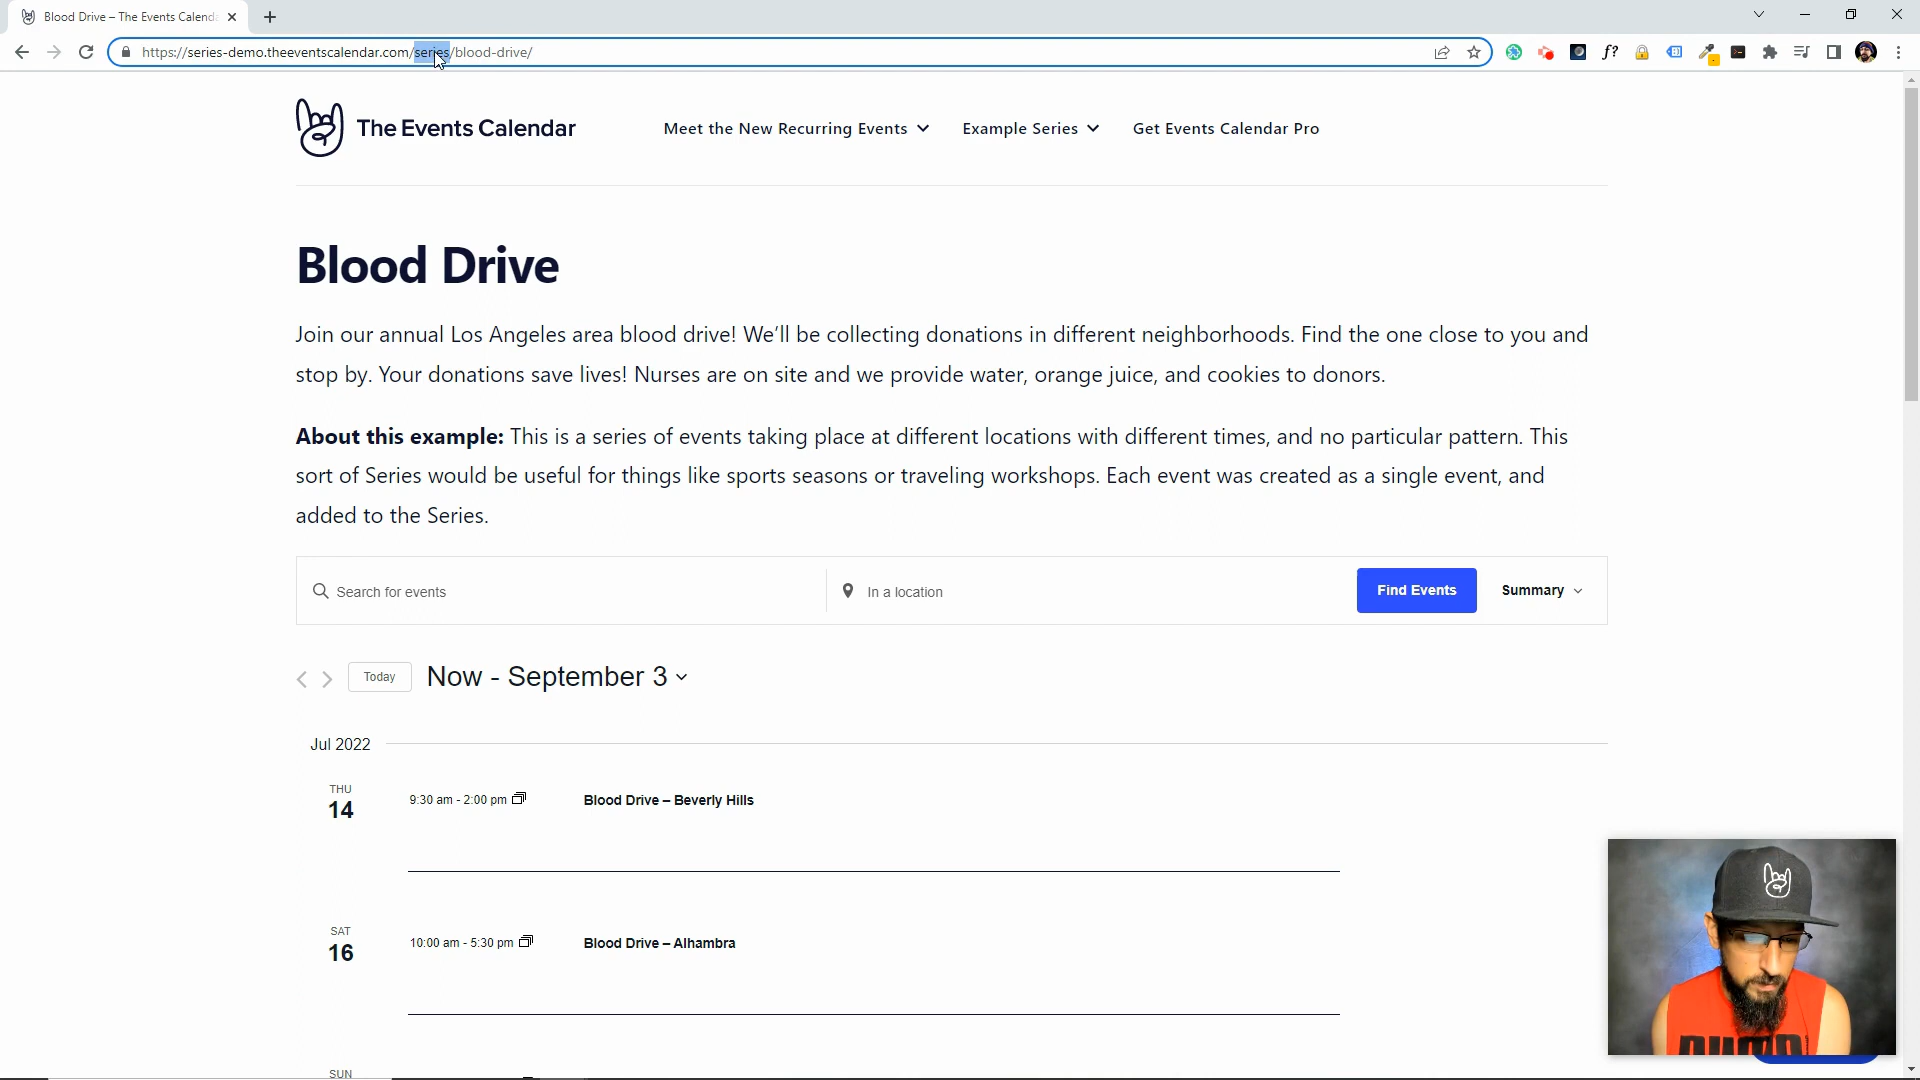 Blood Drive – The Events Calenda
https://series-demo.theeventscalendar.com/series/blood-drive/
f?
The Events Calendar
Meet the New Recurring Events
Example Series
Get Events Calendar Pro
Blood Drive
Join our annual Los Angeles area blood drive! We’ll be collecting donations in different neighborhoods. Find the one close to you and
stop by. Your donations save lives! Nurses are on site and we provide water, orange juice, and cookies to donors.
About this example: This is a series of events taking place at different locations with different times, and no particular pattern. This
sort of Series would be useful for things like sports seasons or traveling workshops. Each event was created as a single event, and
added to the Series.
Search for events
In a location
Find Events
Summary
Today
Now - September 3
Jul 2022
THU
14
9:30 am - 2:00 pm
Blood Drive – Beverly Hills
SAT
16
10:00 am - 5:30 pm
Blood Drive – Alhambra
SUN